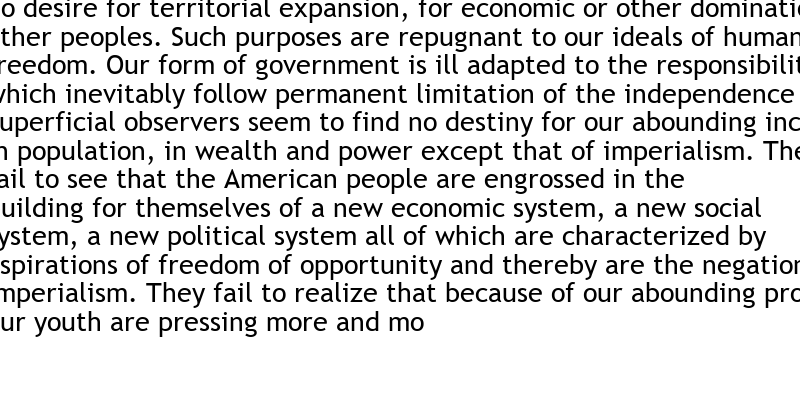 o desire for territorial expansion, for economic or other dominatio
ther peoples. Such purposes are repugnant to our ideals of human
reedom. Our form of government is ill adapted to the responsibilit
which inevitably follow permanent limitation of the independence
uperficial observers seem to find no destiny for our abounding inc
n population, in wealth and power except that of imperialism. The
ail to see that the American people are engrossed in the
uilding for themselves of a new economic system, a new social
ystem, a new political system all of which are characterized by
spirations of freedom of opportunity and thereby are the negation
mperialism. They fail to realize that because of our abounding pro
ur youth are pressing more and mo